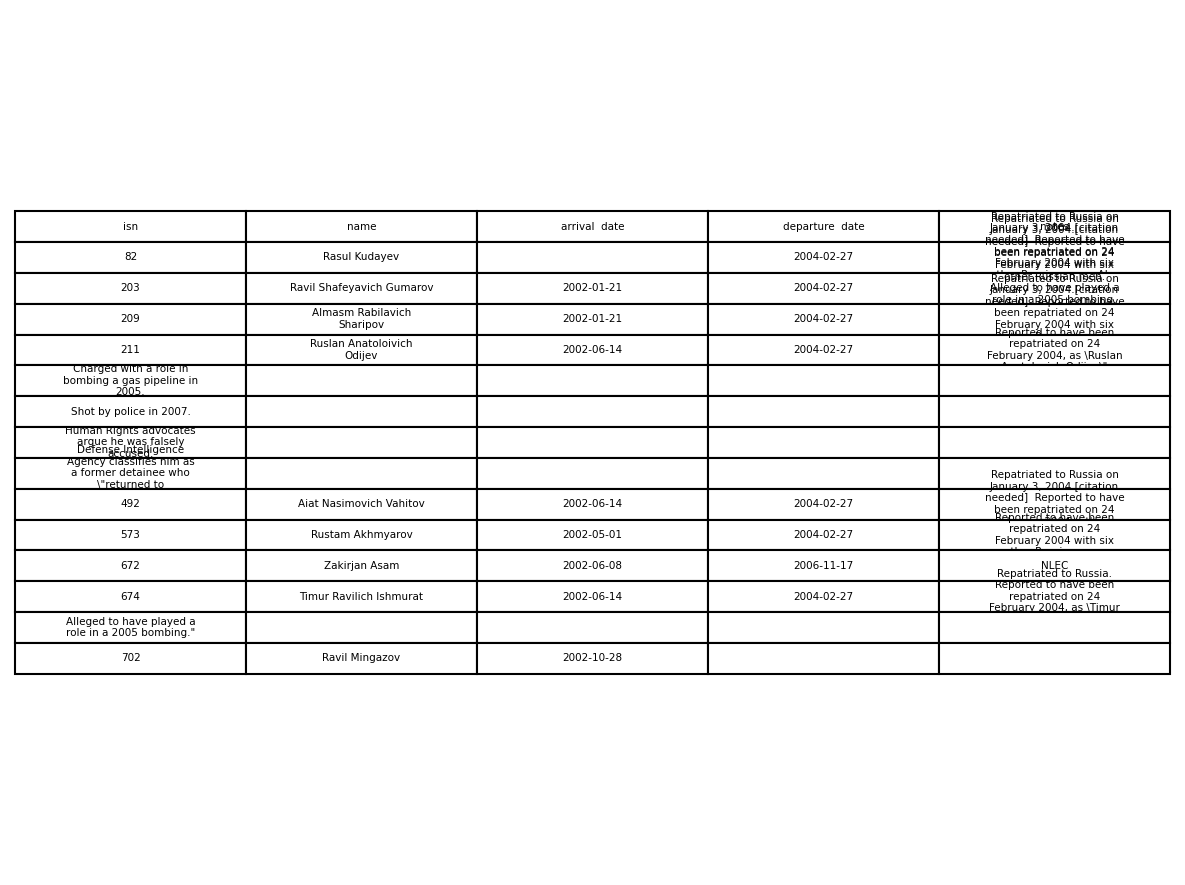 isn
name
arrival date
departure date
Repatriated to Russia on
January 3, 2004.[citation
needed] Reported to have
been repatriated on 24
February 2004 with six
82
Rasul Kudayev
2004-02-27
203
Ravil Shafeyavich Gumarov
2002-01-21
2004-02-27
Repatriated to Russia on
January 3, 2004.[citation
Alleged to have played a
role in a 2005 bombing.
needed] Reported to have
209
Almasm Rabilavich
Sharipov
2002-01-21
2004-02-27
been repatriated on 24
February 2004 with six
211
Ruslan Anatoloivich
Odijev
2002-06-14
2004-02-27
Reported to have been
repatriated on 24
February 2004, as \Ruslan
Charged with a role in
bombing a gas pipeline in
2005.
Shot by police in 2007.
Human Rights advocates
argue he was falsely
accused.
Defense Intelligence
Agency classifies him as
a former detainee who
\"returned to
492
Aiat Nasimovich Vahitov
2002-06-14
2004-02-27
Repatriated to Russia on
January 3, 2004.[citation
needed] Reported to have
been repatriated on 24
573
Rustam Akhmyarov
2002-05-01
2004-02-27
Reported to have been
repatriated on 24
February 2004 with six
672
Zakirjan Asam
2002-06-08
2006-11-17
NLEC
674
Timur Ravilich Ishmurat
2002-06-14
2004-02-27
Repatriated to Russia.
Reported to have been
repatriated on 24
February 2004, as \Timur
Alleged to have played a
role in a 2005 bombing."
702
Ravil Mingazov
2002-10-28